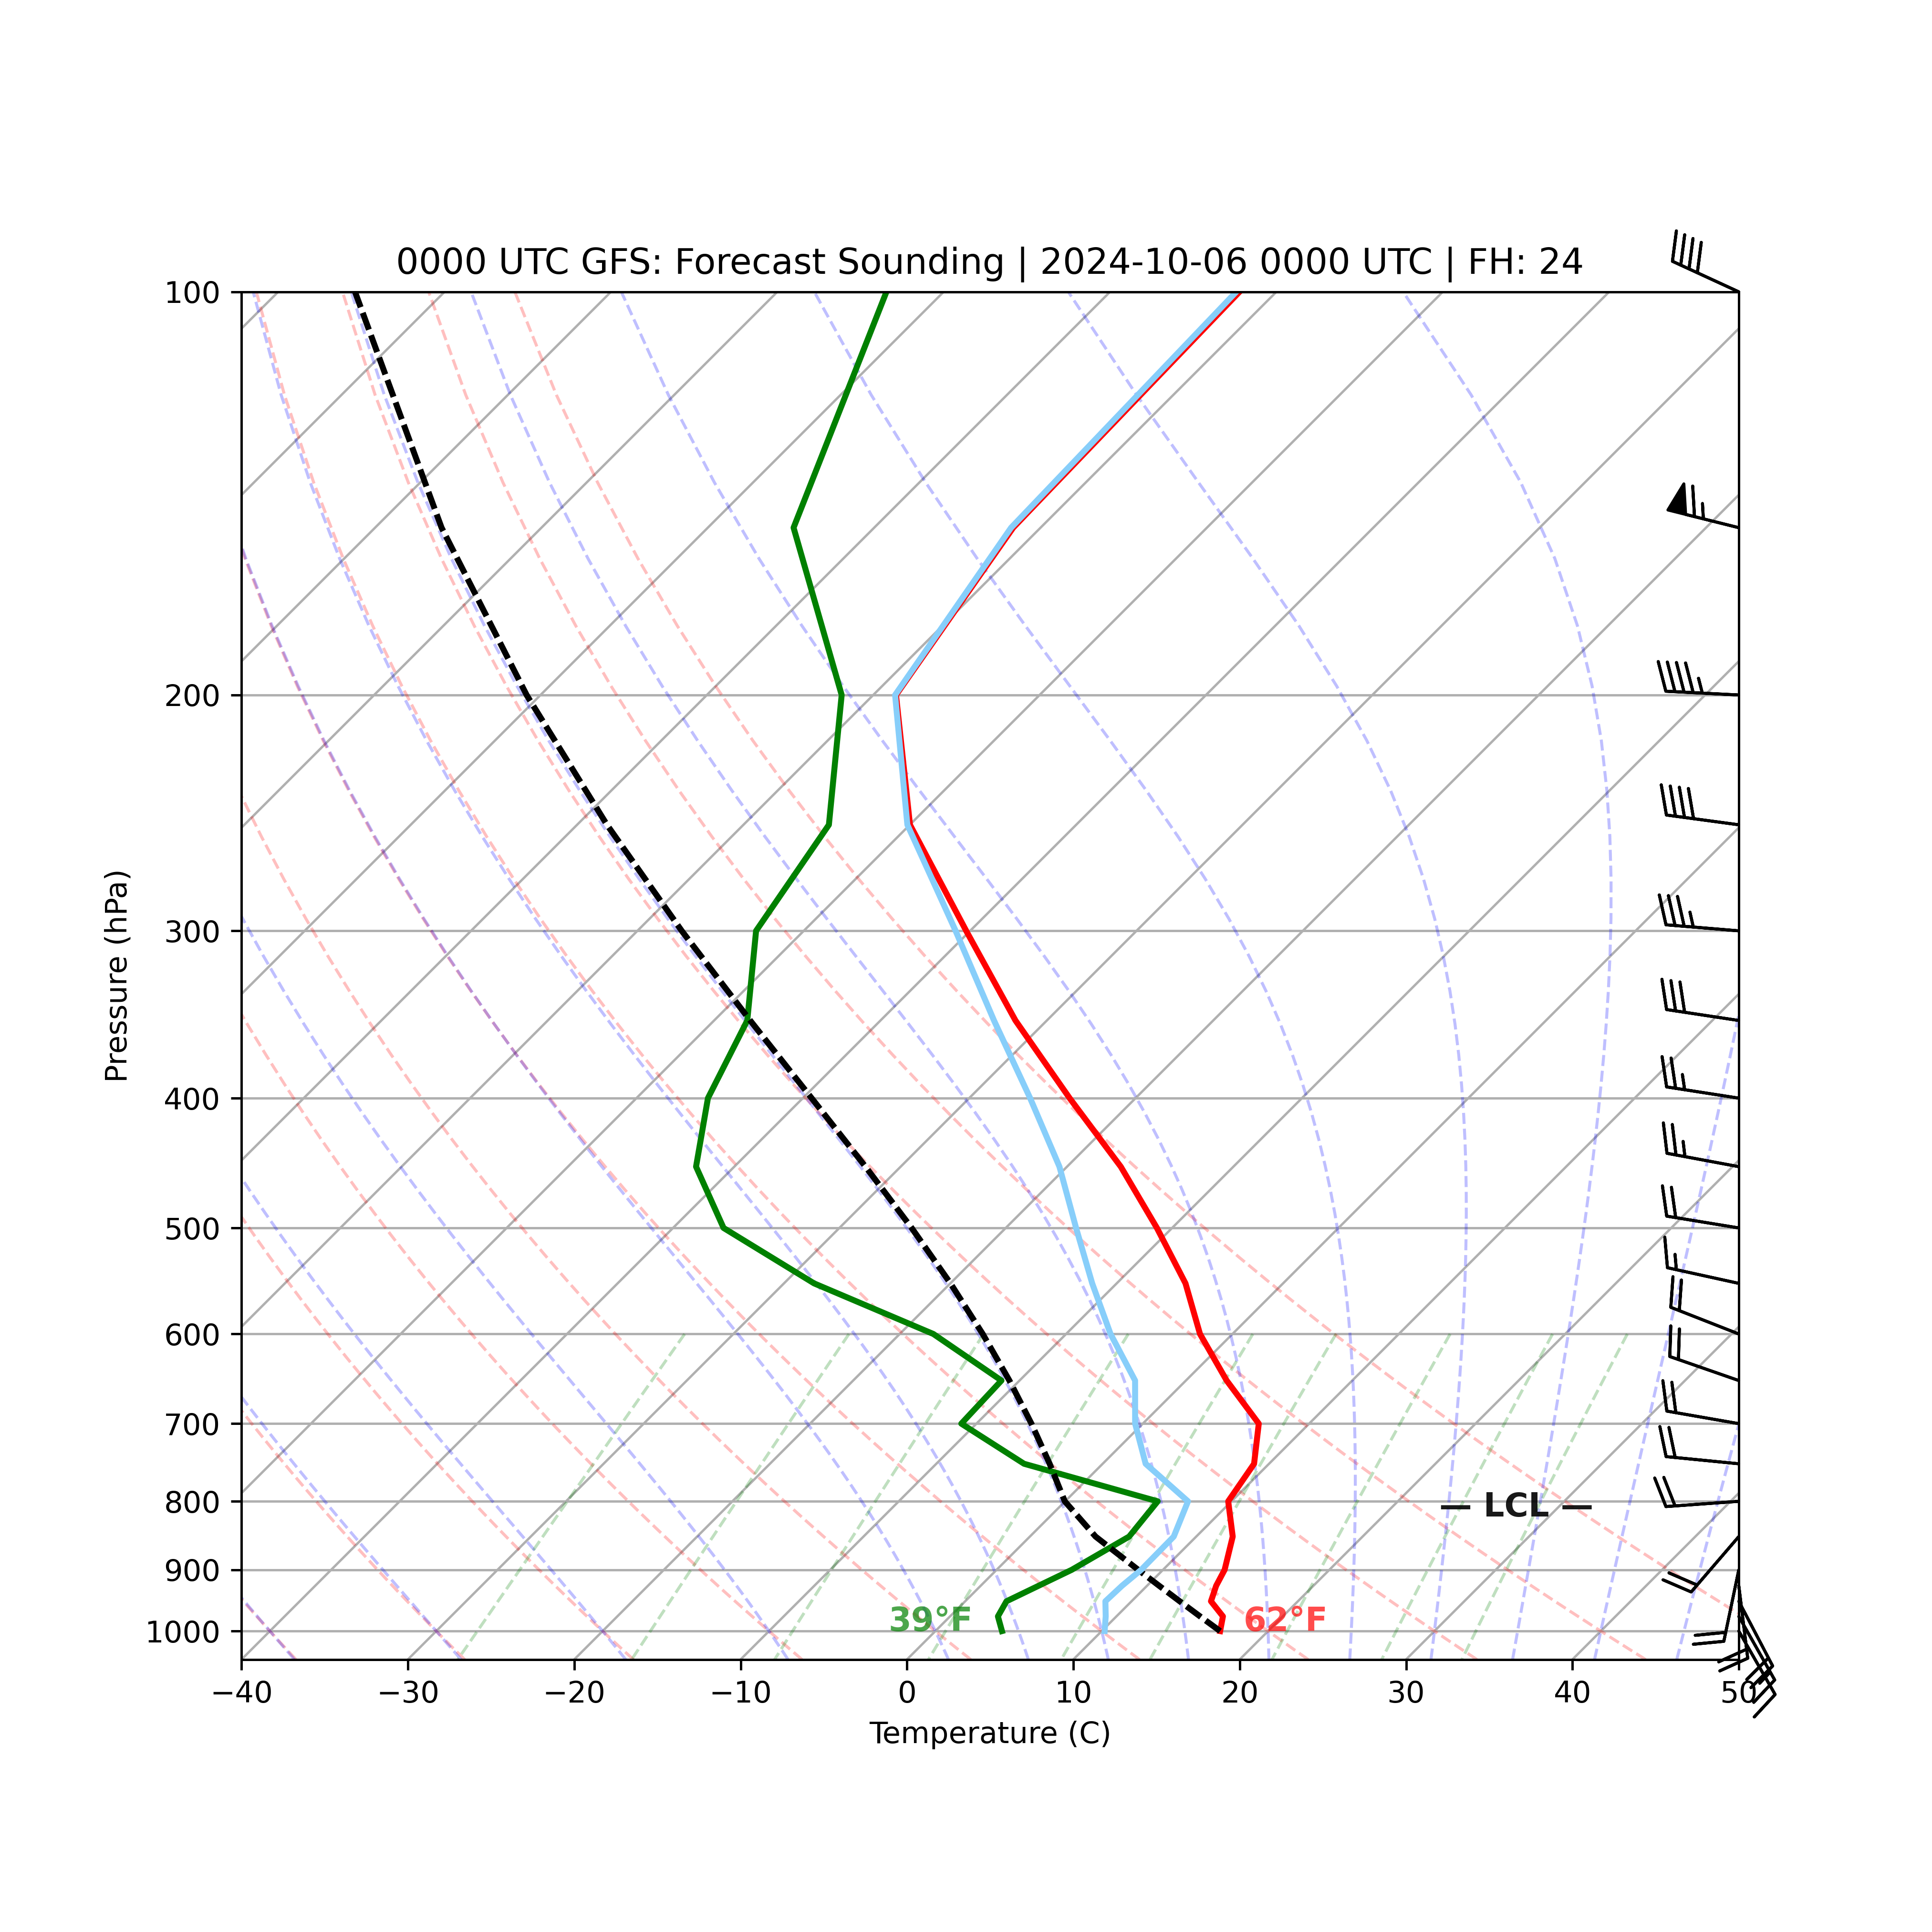 0000 UTC GFS: Forecast Sounding | 2024-10-06 0000 UTC | FH: 24
100
200
300
400
500
600
700
800
900
1000
Pressure (hPa)
— LCL —
39°F
62°F
−40 −30 −20 −10 0 10 20 30 40 50
Temperature (C)